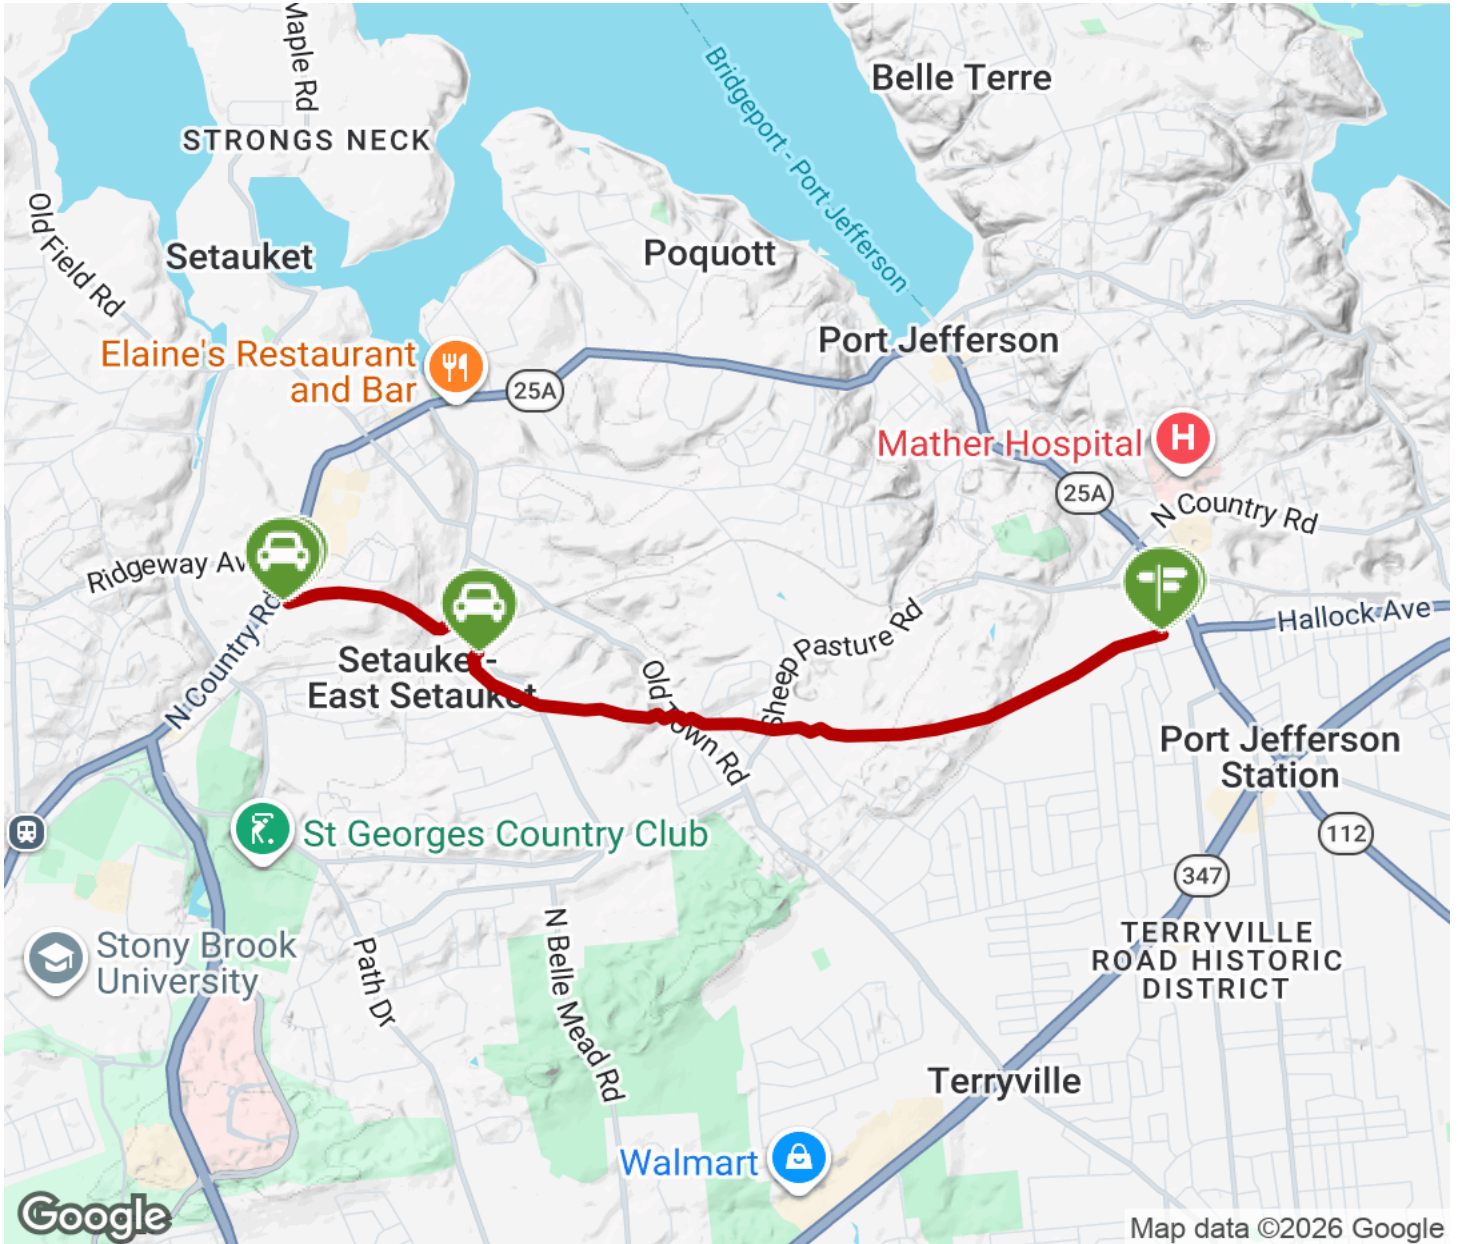 Maple Rd
Belle Terre
STRONGS NECK
Bridgeport - Port Jefferson
Old Field Rd
Setauket
Poquott
Port Jefferson
Elaine's Restaurant
and Bar
25A
Mather Hospital
H
25A
N Country Rd
Ridgeway Av
Hallock Ave
N Country Rd
Sheep Pasture Rd
Setauket -
East Setauket
Old Town Rd
Port Jefferson
Station
St Georges Country Club
112
347
Stony Brook
University
N Belle Mead Rd
Path Dr
TERRYVILLE
ROAD HISTORIC
DISTRICT
Terryville
Walmart
Google
Map data ©2026 Google